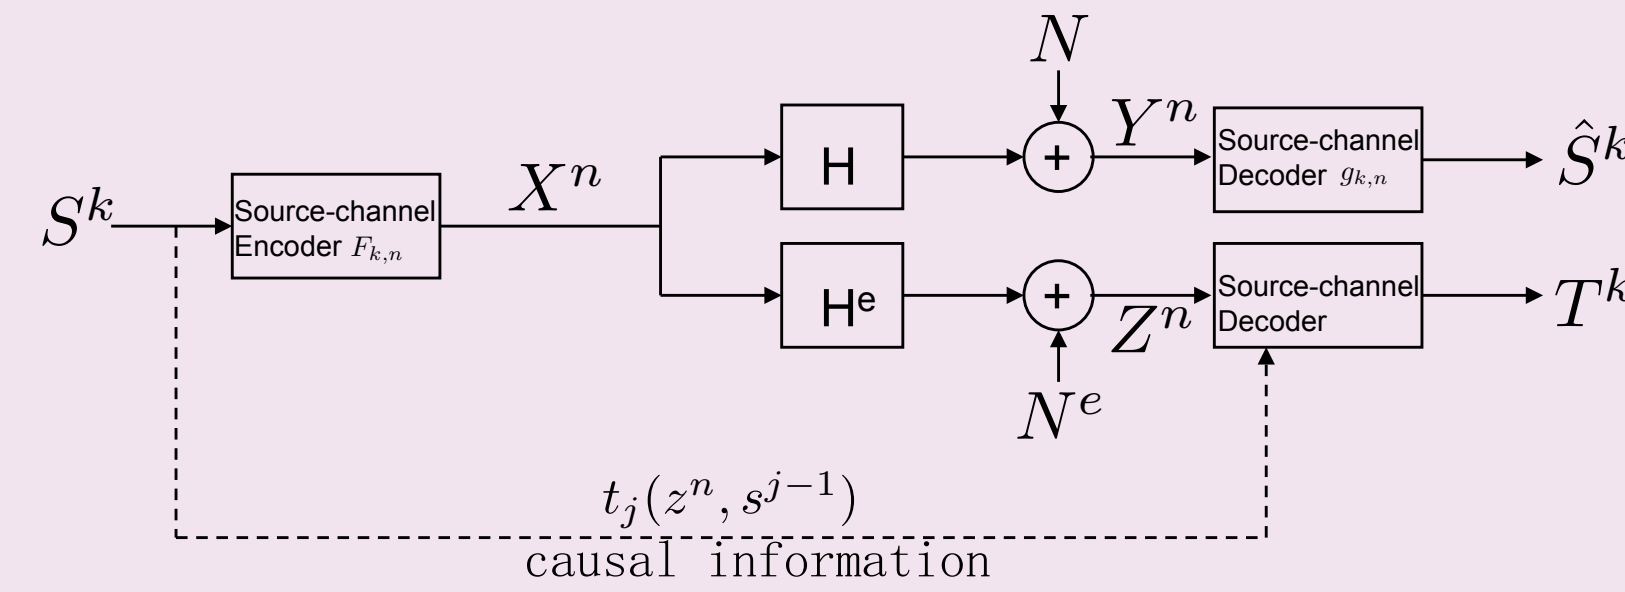 N
Y^n
H
+
Source-channel
Decoder g_{k,n}
Ŝ^k
S^k
Source-channel
Encoder F_{k,n}
X^n
H^e
+
Z^n
Source-channel
Decoder
T^k
N^e
t_j(z^n, s^{j-1})
causal information